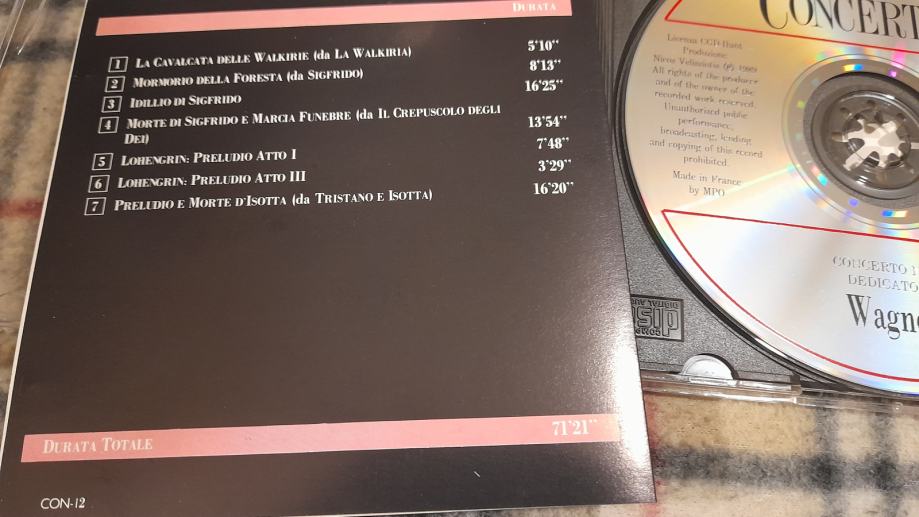 DURATA
1 LA CAVALCATA DELLE WALKIRIE (da LA WALKIRIA) 5'10''
2 MORMORIO DELLA FORESTA (da SIGFRIDO) 8'13''
3 IDILLIO DI SIGFRIDO 16'25''
4 MORTE DI SIGFRIDO E MARCIA FUNEBRE (da IL CREPUSCOLO DEGLI
DEI) 13'54''
5 LOHENGRIN: PRELUDIO ATTO I 7'48''
6 LOHENGRIN: PRELUDIO ATTO III 3'29''
7 PRELUDIO E MORTE D'ISOTTA (da TRISTANO E ISOTTA) 16'20''
DURATA TOTALE 71'21''
CON-12
CONCERT
Licenza
Produzione
All rights of the producer
and of the owner of the
recorded work reserved.
Unauthorised public
performance,
broadcasting, lending
and copying of this record
prohibited.
Made in France
by MPO
CONCERTO
DEDICATO
Wagn